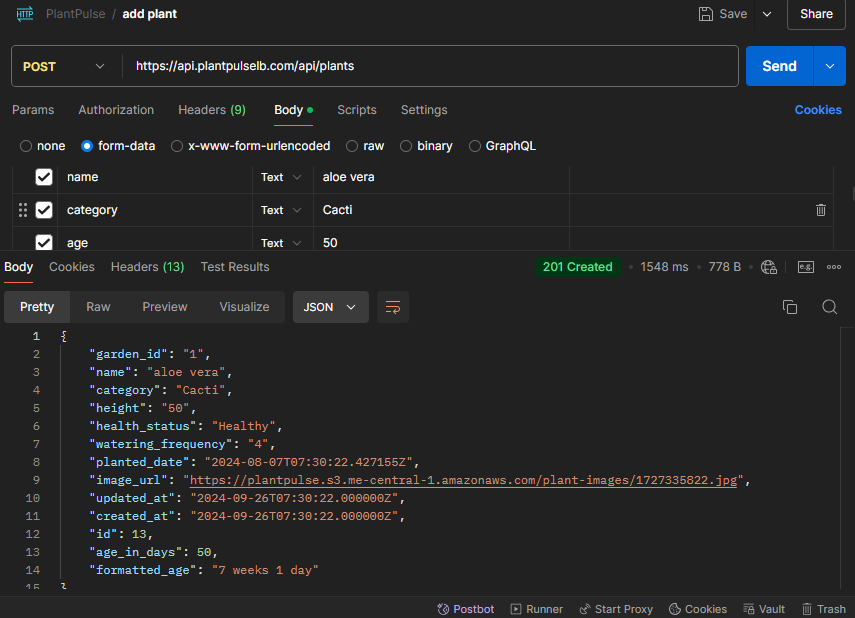 HTTP PlantPulse / add plant Save Share
POST https://api.plantpulselb.com/api/plants Send
Params Authorization Headers (9) Body Scripts Settings Cookies
none form-data x-www-form-urlencoded raw binary GraphQL
name Text aloe vera
category Text Cacti
age Text 50
Body Cookies Headers (13) Test Results 201 Created 1548 ms 778 B e.g.
Pretty Raw Preview Visualize JSON
1 {
2 "garden_id": "1",
3 "name": "aloe vera",
4 "category": "Cacti",
5 "height": "50",
6 "health_status": "Healthy",
7 "watering_frequency": "4",
8 "planted_date": "2024-08-07T07:30:22.427155Z",
9 "image_url": "https://plantpulse.s3.me-central-1.amazonaws.com/plant-images/1727335822.jpg",
10 "updated_at": "2024-09-26T07:30:22.000000Z",
11 "created_at": "2024-09-26T07:30:22.000000Z",
12 "id": 13,
13 "age_in_days": 50,
14 "formatted_age": "7 weeks 1 day"
15 }
Postbot Runner Start Proxy Cookies Vault Trash